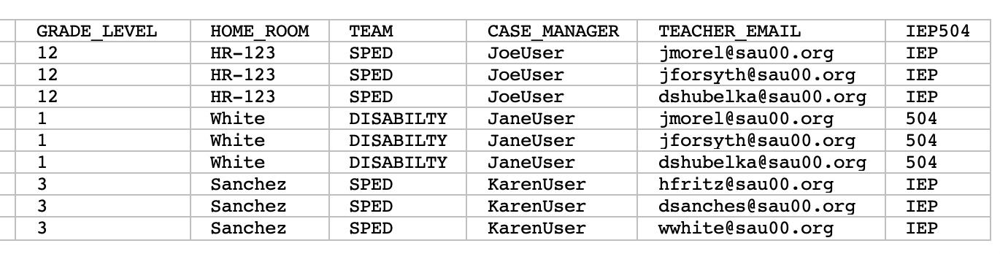 GRADE_LEVEL HOME_ROOM TEAM CASE_MANAGER TEACHER_EMAIL IEP504
12 HR-123 SPED JoeUser jmorel@sau00.org IEP
12 HR-123 SPED JoeUser jforsyth@sau00.org IEP
12 HR-123 SPED JoeUser dshubelka@sau00.org IEP
1 White DISABILTY JaneUser jmorel@sau00.org 504
1 White DISABILTY JaneUser jforsyth@sau00.org 504
1 White DISABILTY JaneUser dshubelka@sau00.org 504
3 Sanchez SPED KarenUser hfritz@sau00.org IEP
3 Sanchez SPED KarenUser dsanches@sau00.org IEP
3 Sanchez SPED KarenUser wwhite@sau00.org IEP